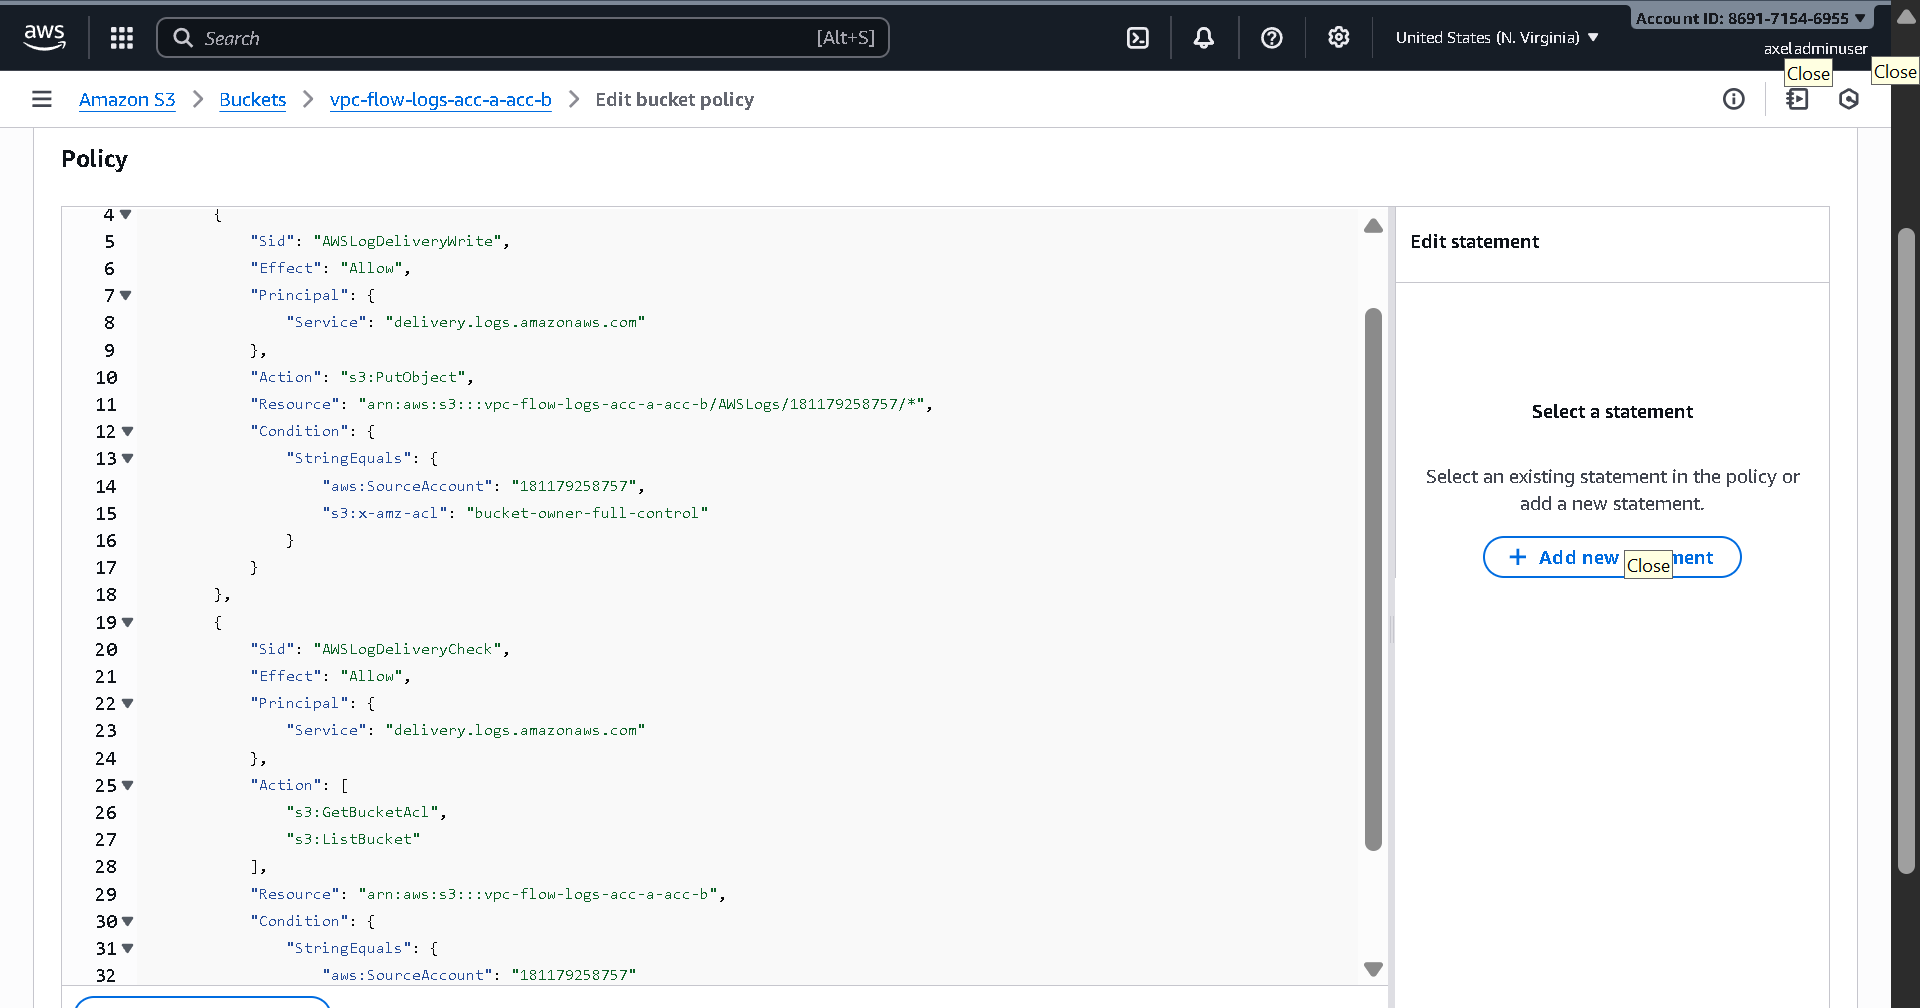 aws
Search
[Alt+S]
United States (N. Virginia)
Account ID: 8691-7154-6955
axeladminuser
Close
Close
Amazon S3
Buckets
vpc-flow-logs-acc-a-acc-b
Edit bucket policy
Policy
4 {
5 "Sid": "AWSLogDeliveryWrite",
6 "Effect": "Allow",
7 "Principal": {
8 "Service": "delivery.logs.amazonaws.com"
9 },
10 "Action": "s3:PutObject",
11 "Resource": "arn:aws:s3:::vpc-flow-logs-acc-a-acc-b/AWSLogs/181179258757/*",
12 "Condition": {
13 "StringEquals": {
14 "aws:SourceAccount": "181179258757",
15 "s3:x-amz-acl": "bucket-owner-full-control"
16 }
17 }
18 },
19 {
20 "Sid": "AWSLogDeliveryCheck",
21 "Effect": "Allow",
22 "Principal": {
23 "Service": "delivery.logs.amazonaws.com"
24 },
25 "Action": [
26 "s3:GetBucketAcl",
27 "s3:ListBucket"
28 ],
29 "Resource": "arn:aws:s3:::vpc-flow-logs-acc-a-acc-b",
30 "Condition": {
31 "StringEquals": {
32 "aws:SourceAccount": "181179258757"
Edit statement
Select a statement
Select an existing statement in the policy or
add a new statement.
Add new ment
Close